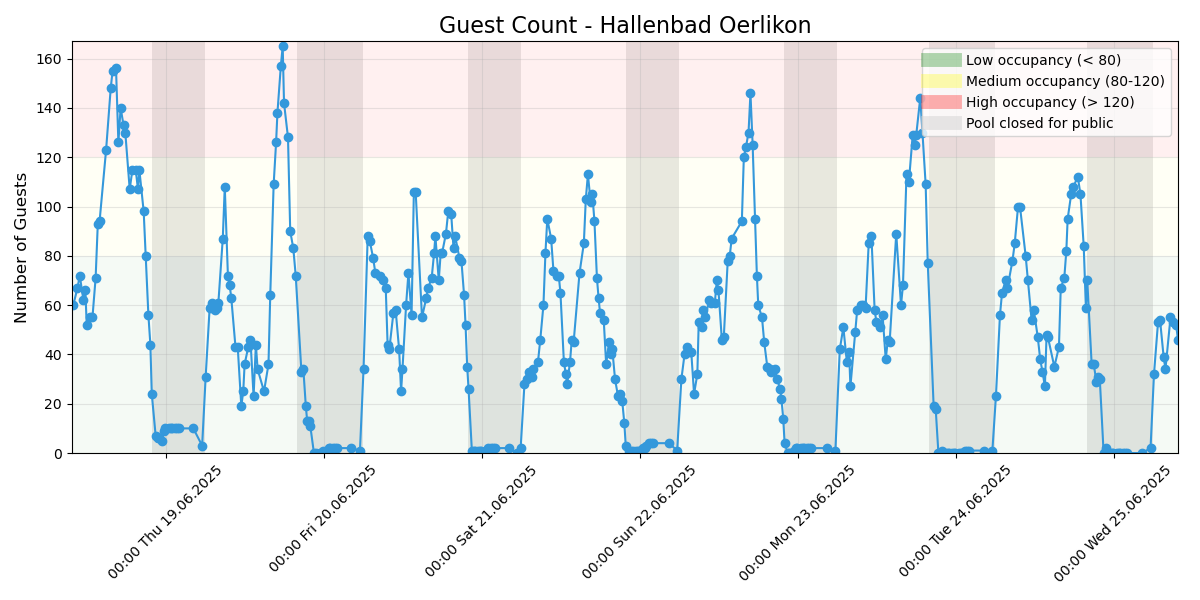 Guest Count - Hallenbad Oerlikon
Number of Guests
160
140
120
100
80
60
40
20
0
Low occupancy (< 80)
Medium occupancy (80-120)
High occupancy (> 120)
Pool closed for public
00:00 Thu 19.06.2025
00:00 Fri 20.06.2025
00:00 Sat 21.06.2025
00:00 Sun 22.06.2025
00:00 Mon 23.06.2025
00:00 Tue 24.06.2025
00:00 Wed 25.06.2025